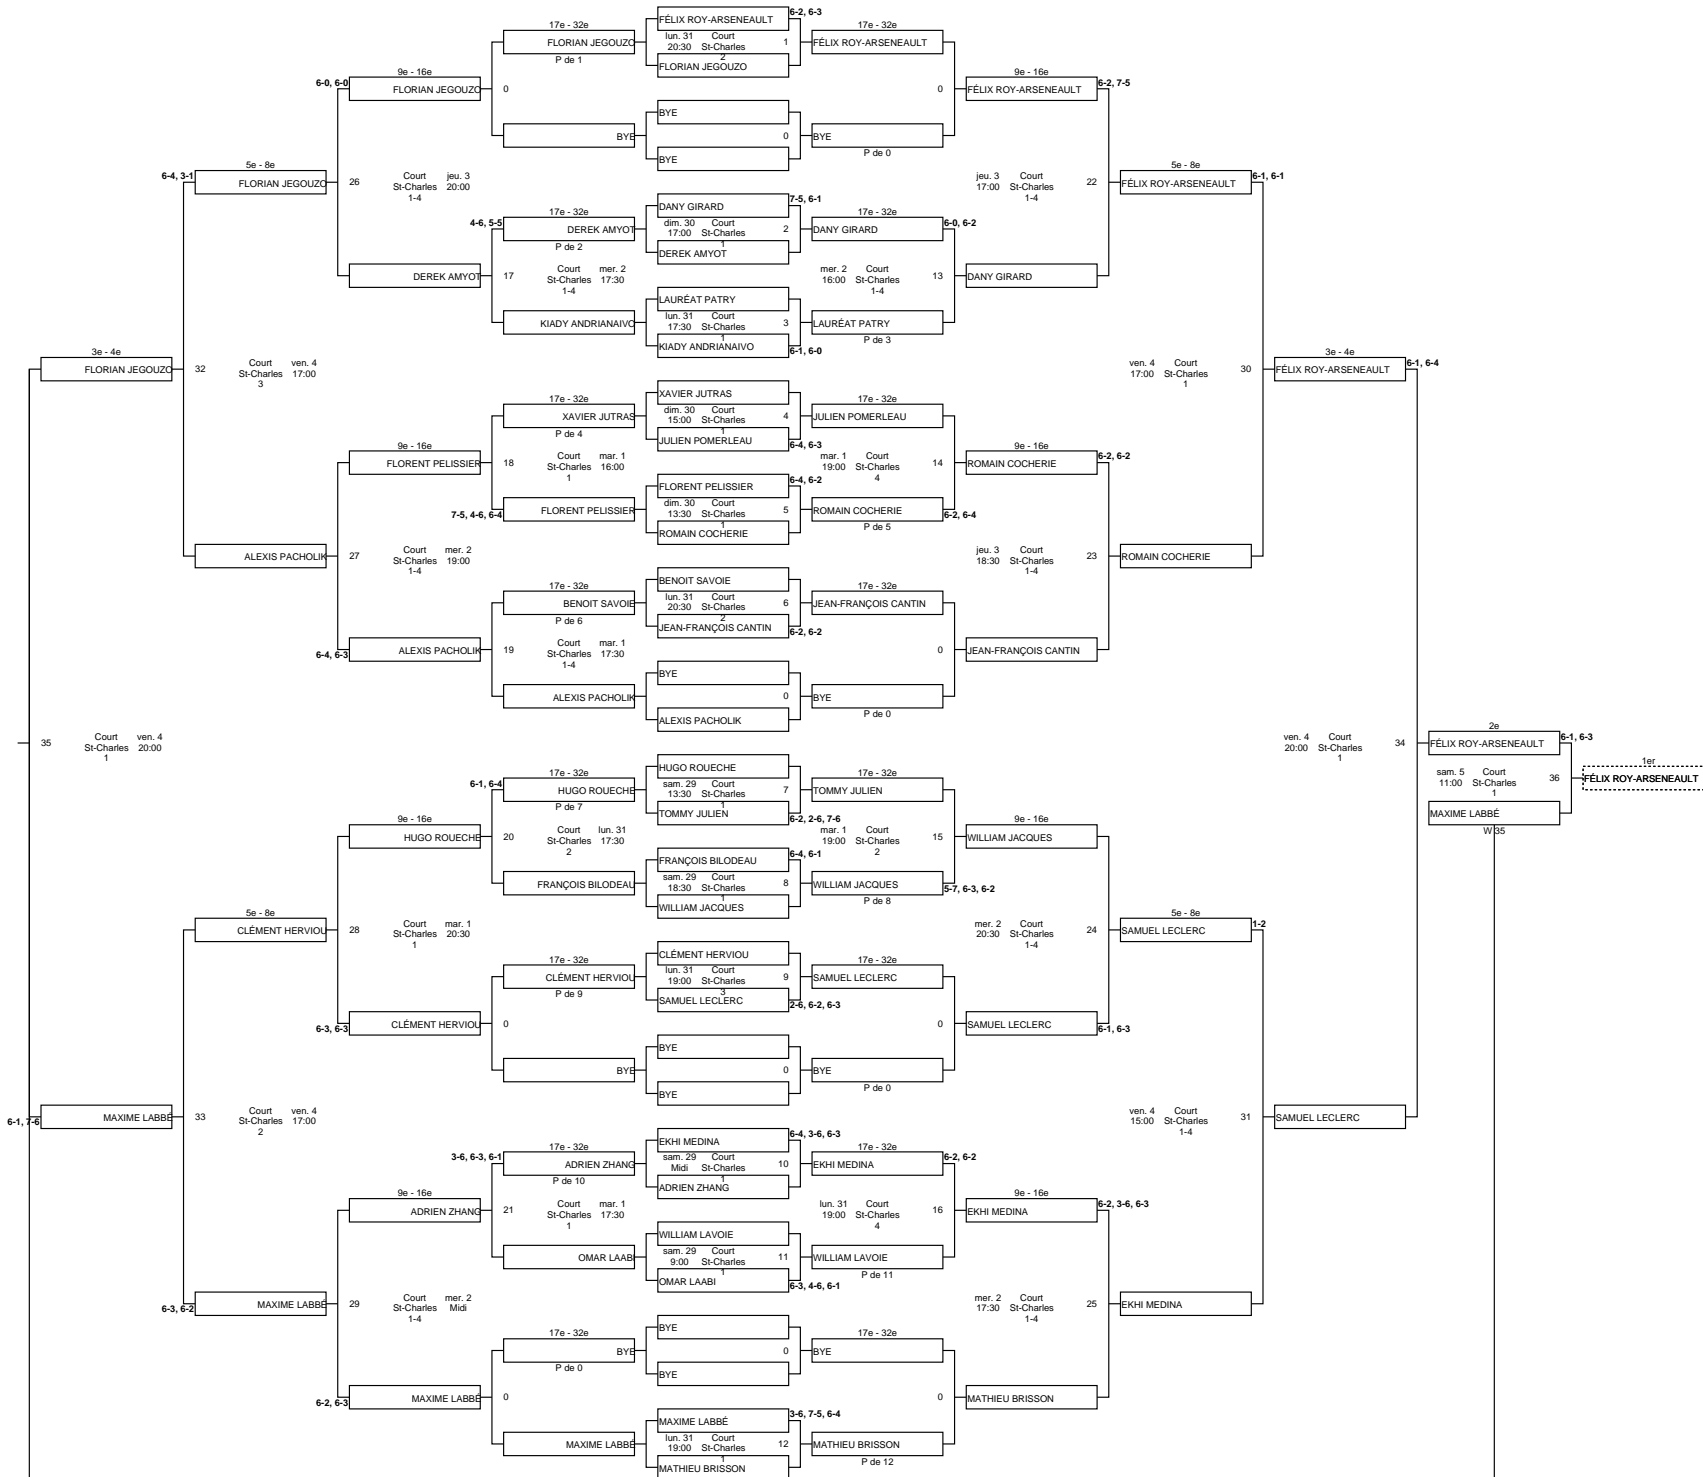 17e - 32e
FÉLIX ROY-ARSENEAULT
6-2, 6-3
17e - 32e
FLORIAN JEGOUZO
lun. 31 Court
20:30 St-Charles
2
1
FÉLIX ROY-ARSENEAULT
P de 1
FLORIAN JEGOUZO
9e - 16e
6-0, 6-0
FLORIAN JEGOUZO
0
0
9e - 16e
FÉLIX ROY-ARSENEAULT
6-2, 7-5
BYE
BYE
0
BYE
BYE
P de 0
5e - 8e
6-4, 3-1
FLORIAN JEGOUZO
26
Court jeu. 3
St-Charles 20:00
1-4
jeu. 3 Court
17:00 St-Charles
1-4
22
5e - 8e
FÉLIX ROY-ARSENEAULT
6-1, 6-1
17e - 32e
4-6, 5-5
DEREK AMYOT
P de 2
DANY GIRARD
7-5, 6-1
dim. 30 Court
17:00 St-Charles
1
2
DEREK AMYOT
17e - 32e
DANY GIRARD
6-0, 6-2
DEREK AMYOT
17
Court mer. 2
St-Charles 17:30
1-4
mer. 2 Court
16:00 St-Charles
1-4
13
DANY GIRARD
KIADY ANDRIANAIVO
LAURÉAT PATRY
lun. 31 Court
17:30 St-Charles
1
3
KIADY ANDRIANAIVO
6-1, 6-0
LAURÉAT PATRY
P de 3
3e - 4e
FLORIAN JEGOUZO
32
Court ven. 4
St-Charles 17:00
3
ven. 4 Court
17:00 St-Charles
1
30
3e - 4e
FÉLIX ROY-ARSENEAULT
6-1, 6-4
17e - 32e
XAVIER JUTRAS
P de 4
XAVIER JUTRAS
dim. 30 Court
15:00 St-Charles
1
4
JULIEN POMERLEAU
6-4, 6-3
17e - 32e
JULIEN POMERLEAU
9e - 16e
FLORENT PELISSIER
18
Court mar. 1
St-Charles 16:00
1
mar. 1 Court
19:00 St-Charles
4
14
9e - 16e
ROMAIN COCHERIE
6-2, 6-2
7-5, 4-6, 6-4
FLORENT PELISSIER
FLORENT PELISSIER
6-4, 6-2
dim. 30 Court
13:30 St-Charles
1
5
ROMAIN COCHERIE
ROMAIN COCHERIE
6-2, 6-4
P de 5
ALEXIS PACHOLIK
27
Court mer. 2
St-Charles 19:00
1-4
jeu. 3 Court
18:30 St-Charles
1-4
23
ROMAIN COCHERIE
17e - 32e
BENOIT SAVOIE
P de 6
BENOIT SAVOIE
lun. 31 Court
20:30 St-Charles
2
6
JEAN-FRANÇOIS CANTIN
6-2, 6-2
17e - 32e
JEAN-FRANÇOIS CANTIN
6-4, 6-3
ALEXIS PACHOLIK
19
Court mar. 1
St-Charles 17:30
1-4
0
JEAN-FRANÇOIS CANTIN
ALEXIS PACHOLIK
BYE
0
ALEXIS PACHOLIK
BYE
P de 0
35
Court ven. 4
St-Charles 20:00
1
ven. 4 Court
20:00 St-Charles
1
34
2e
FÉLIX ROY-ARSENEAULT
6-1, 6-3
sam. 5 Court
11:00 St-Charles
1
36
1er
FÉLIX ROY-ARSENEAULT
MAXIME LABBÉ
W 35
17e - 32e
6-1, 6-4
HUGO ROUECHE
P de 7
HUGO ROUECHE
sam. 29 Court
13:30 St-Charles
1
7
TOMMY JULIEN
6-2, 2-6, 7-6
17e - 32e
TOMMY JULIEN
9e - 16e
HUGO ROUECHE
20
Court lun. 31
St-Charles 17:30
2
mar. 1 Court
19:00 St-Charles
2
15
9e - 16e
WILLIAM JACQUES
FRANÇOIS BILODEAU
FRANÇOIS BILODEAU
6-4, 6-1
sam. 29 Court
18:30 St-Charles
1
8
WILLIAM JACQUES
WILLIAM JACQUES
5-7, 6-3, 6-2
P de 8
5e - 8e
CLÉMENT HERVIOU
28
Court mar. 1
St-Charles 20:30
1
mer. 2 Court
20:30 St-Charles
1-4
24
5e - 8e
SAMUEL LECLERC
1-2
17e - 32e
CLÉMENT HERVIOU
P de 9
CLÉMENT HERVIOU
lun. 31 Court
19:00 St-Charles
3
9
SAMUEL LECLERC
2-6, 6-2, 6-3
17e - 32e
SAMUEL LECLERC
6-3, 6-3
CLÉMENT HERVIOU
0
0
SAMUEL LECLERC
6-1, 6-3
BYE
BYE
0
BYE
BYE
P de 0
6-1, 7-6
MAXIME LABBÉ
33
Court ven. 4
St-Charles 17:00
2
ven. 4 Court
15:00 St-Charles
1-4
31
SAMUEL LECLERC
17e - 32e
3-6, 6-3, 6-1
ADRIEN ZHANG
P de 10
EKHI MEDINA
6-4, 3-6, 6-3
sam. 29 Court
Midi St-Charles
1
10
ADRIEN ZHANG
17e - 32e
EKHI MEDINA
6-2, 6-2
9e - 16e
ADRIEN ZHANG
21
Court mar. 1
St-Charles 17:30
1
lun. 31 Court
19:00 St-Charles
4
16
9e - 16e
EKHI MEDINA
6-2, 3-6, 6-3
OMAR LAABI
WILLIAM LAVOIE
sam. 29 Court
9:00 St-Charles
1
11
OMAR LAABI
6-3, 4-6, 6-1
WILLIAM LAVOIE
P de 11
6-3, 6-2
MAXIME LABBÉ
29
Court mer. 2
St-Charles Midi
1-4
mer. 2 Court
17:30 St-Charles
1-4
25
EKHI MEDINA
17e - 32e
BYE
P de 0
BYE
0
BYE
17e - 32e
BYE
6-2, 6-3
MAXIME LABBÉ
0
0
MATHIEU BRISSON
MAXIME LABBÉ
MAXIME LABBÉ
3-6, 7-5, 6-4
lun. 31 Court
19:00 St-Charles
1
12
MATHIEU BRISSON
MATHIEU BRISSON
P de 12